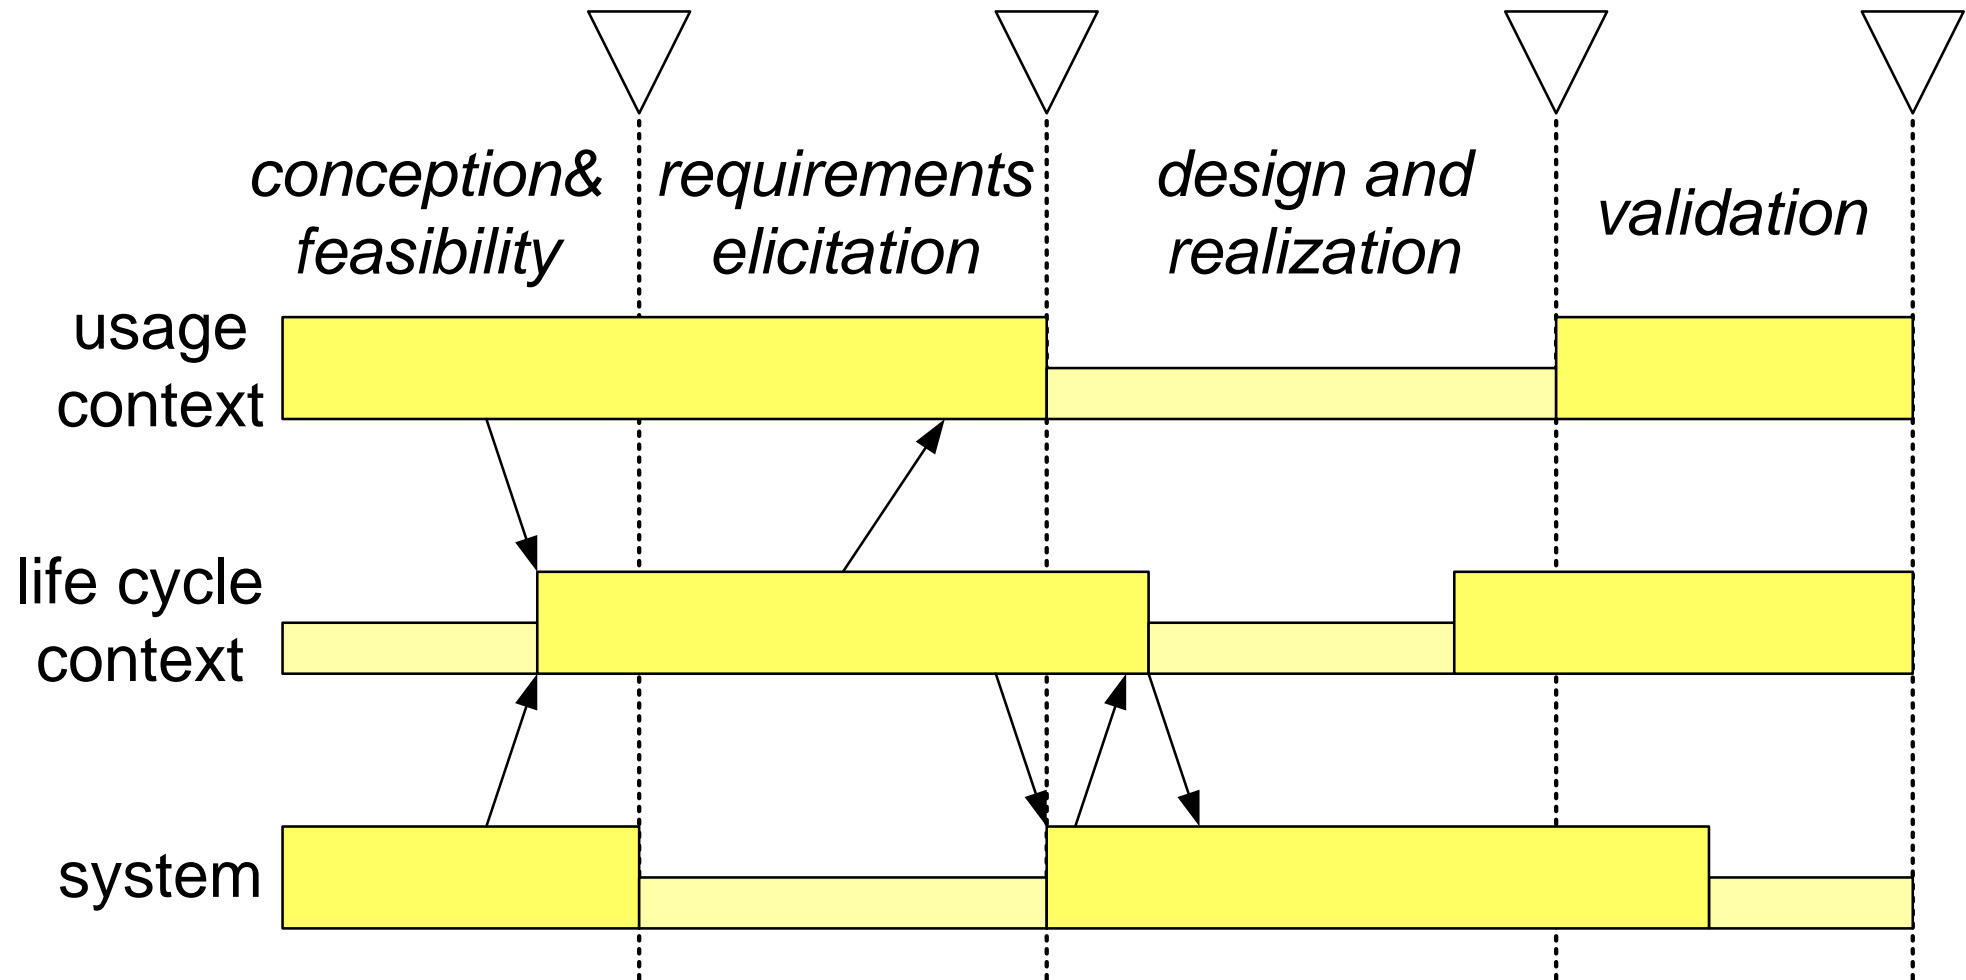 conception&
feasibility
requirements
elicitation
design and
realization
validation
usage
context
life cycle
context
system